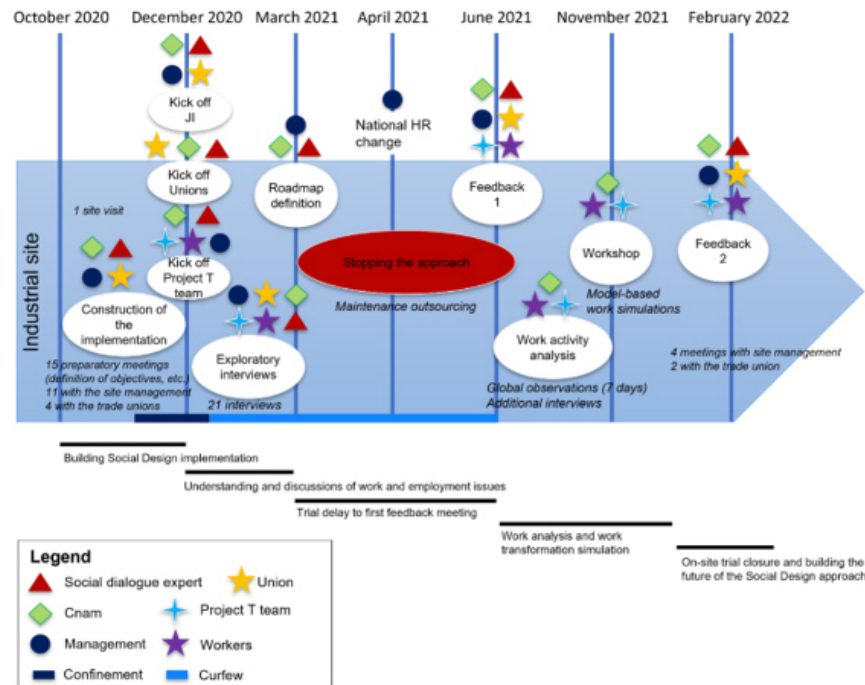 October 2020
December 2020
March 2021
April 2021
June 2021
November 2021
February 2022
Kick off
JI
National HR
change
Kick off
Unions
Roadmap
definition
Feedback
1
1 site visit
Kick off
Project T
team
Stopping the approach
Workshop
Feedback
2
Construction of
the
implementation
Maintenance outsourcing
Model-based
work simulations
Exploratory
interviews
Work activity
analysis
15 preparatory meetings
(definition of objectives, etc.)
11 with the site management
4 with the trade unions
21 interviews
Global observations (7 days)
Additional interviews
4 meetings with site management
2 with the trade union
Industrial site
Building Social Design implementation
Understanding and discussions of work and employment issues
Trial delay to first feedback meeting
Work analysis and work
transformation simulation
On-site trial closure and building the
future of the Social Design approach
Legend
Social dialogue expert
Union
Cnam
Project T team
Management
Workers
Confinement
Curfew